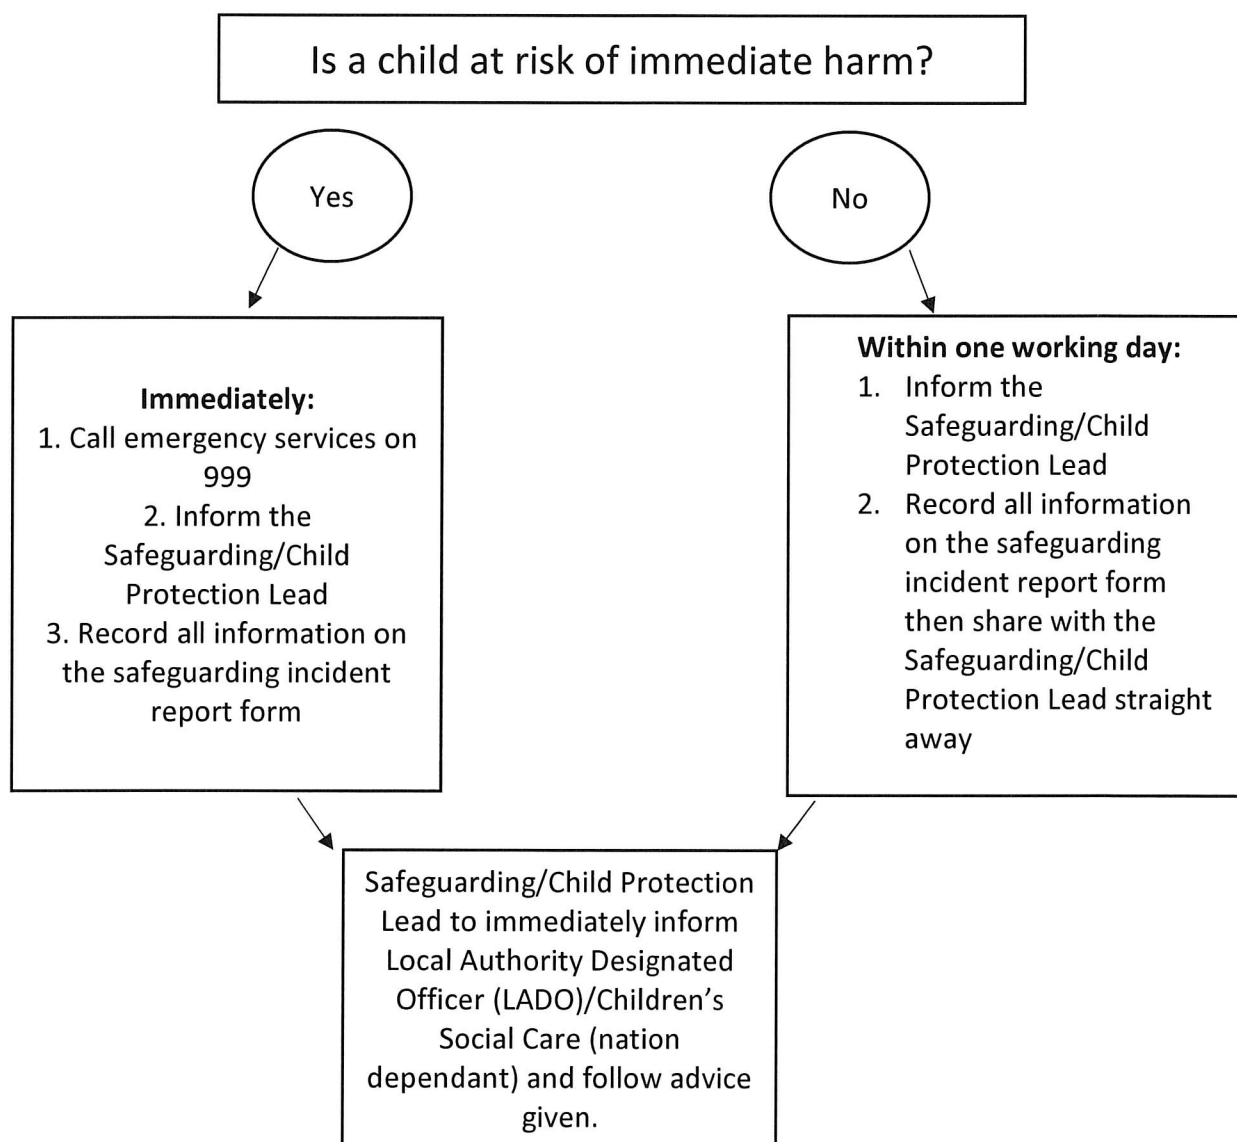 Is a child at risk of immediate harm?
Yes
No
Immediately:
1. Call emergency services on
999
2. Inform the
Safeguarding/Child
Protection Lead
3. Record all information on
the safeguarding incident
report form
Within one working day:
1. Inform the
Safeguarding/Child
Protection Lead
2. Record all information
on the safeguarding
incident report form
then share with the
Safeguarding/Child
Protection Lead straight
away
Safeguarding/Child Protection
Lead to immediately inform
Local Authority Designated
Officer (LADO)/Children’s
Social Care (nation
dependant) and follow advice
given.